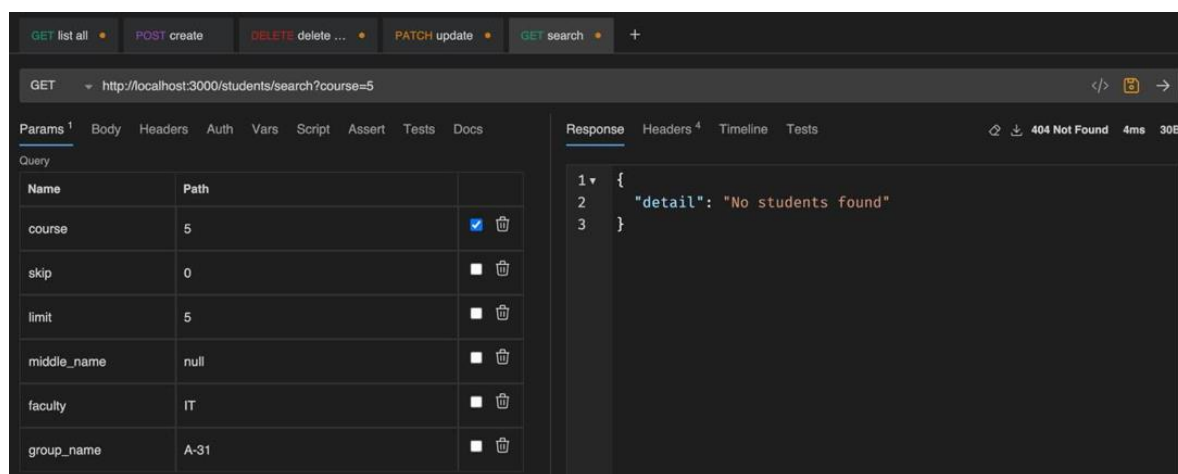 GET list all POST create DELETE delete ... PATCH update GET search +
GET http://localhost:3000/students/search?course=5 </>
Params 1 Body Headers Auth Vars Script Assert Tests Docs
Response Headers 4 Timeline Tests 404 Not Found 4ms 30B
Query
Name Path
course 5
skip 0
limit 5
middle_name null
faculty IT
group_name A-31
1 {
2 "detail": "No students found"
3 }